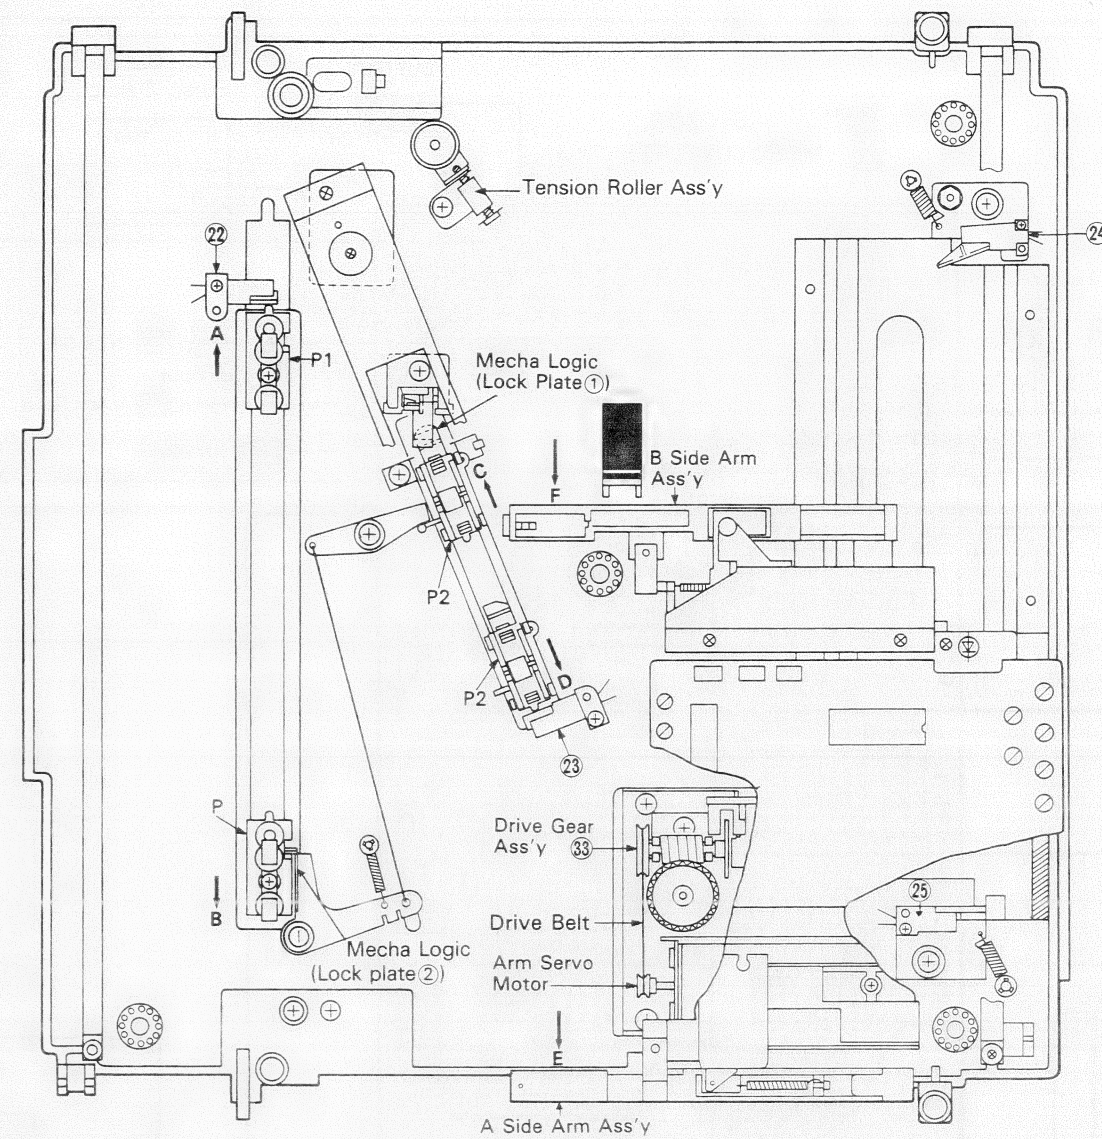 Tension Roller Ass'y
22
24
A
P1
Mecha Logic
(Lock Plate①)
C
F
B Side Arm
Ass'y
P2
D
P2
23
P
Drive Gear
Ass'y 33
25
B
Drive Belt
Mecha Logic
(Lock plate②)
Arm Servo
Motor
E
A Side Arm Ass'y